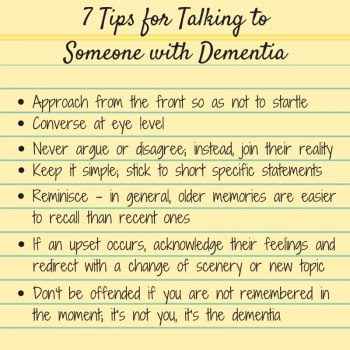 7 Tips for Talking to
Someone with Dementia
• Approach from the front so as not to startle
• Converse at eye level
• Never argue or disagree; instead, join their reality
• Keep it simple; stick to short specific statements
• Reminisce - in general, older memories are easier
to recall than recent ones
• If an upset occurs, acknowledge their feelings and
redirect with a change of scenery or new topic
• Don't be offended if you are not remembered in
the moment; it's not you, it's the dementia